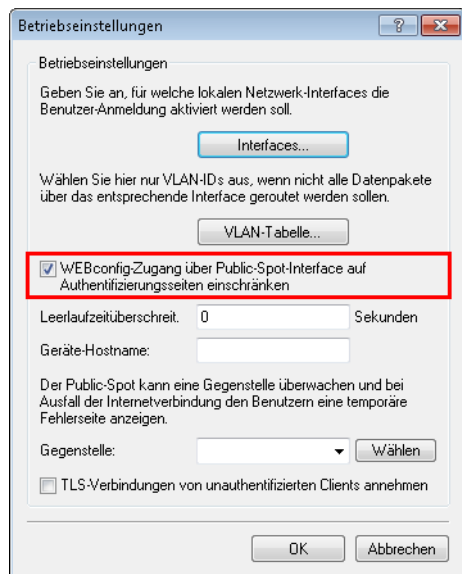 Betriebseinstellungen
Betriebseinstellungen
Geben Sie an, für welche lokalen Netzwerk-Interfaces die
Benutzer-Anmeldung aktiviert werden soll.
Interfaces...
Wählen Sie hier nur VLAN-IDs aus, wenn nicht alle Datenpakete
über das entsprechende Interface geroutet werden sollen.
VLAN-Tabelle...
WEBconfig-Zugang über Public-Spot-Interface auf
Authentifizierungsseiten einschränken
Leerlaufzeitüberschreit. 0 Sekunden
Geräte-Hostname:
Der Public-Spot kann eine Gegenstelle überwachen und bei
Ausfall der Internetverbindung den Benutzern eine temporäre
Fehlerseite anzeigen.
Gegenstelle: Wählen
TLS-Verbindungen von unauthentifizierten Clients annehmen
OK Abbrechen